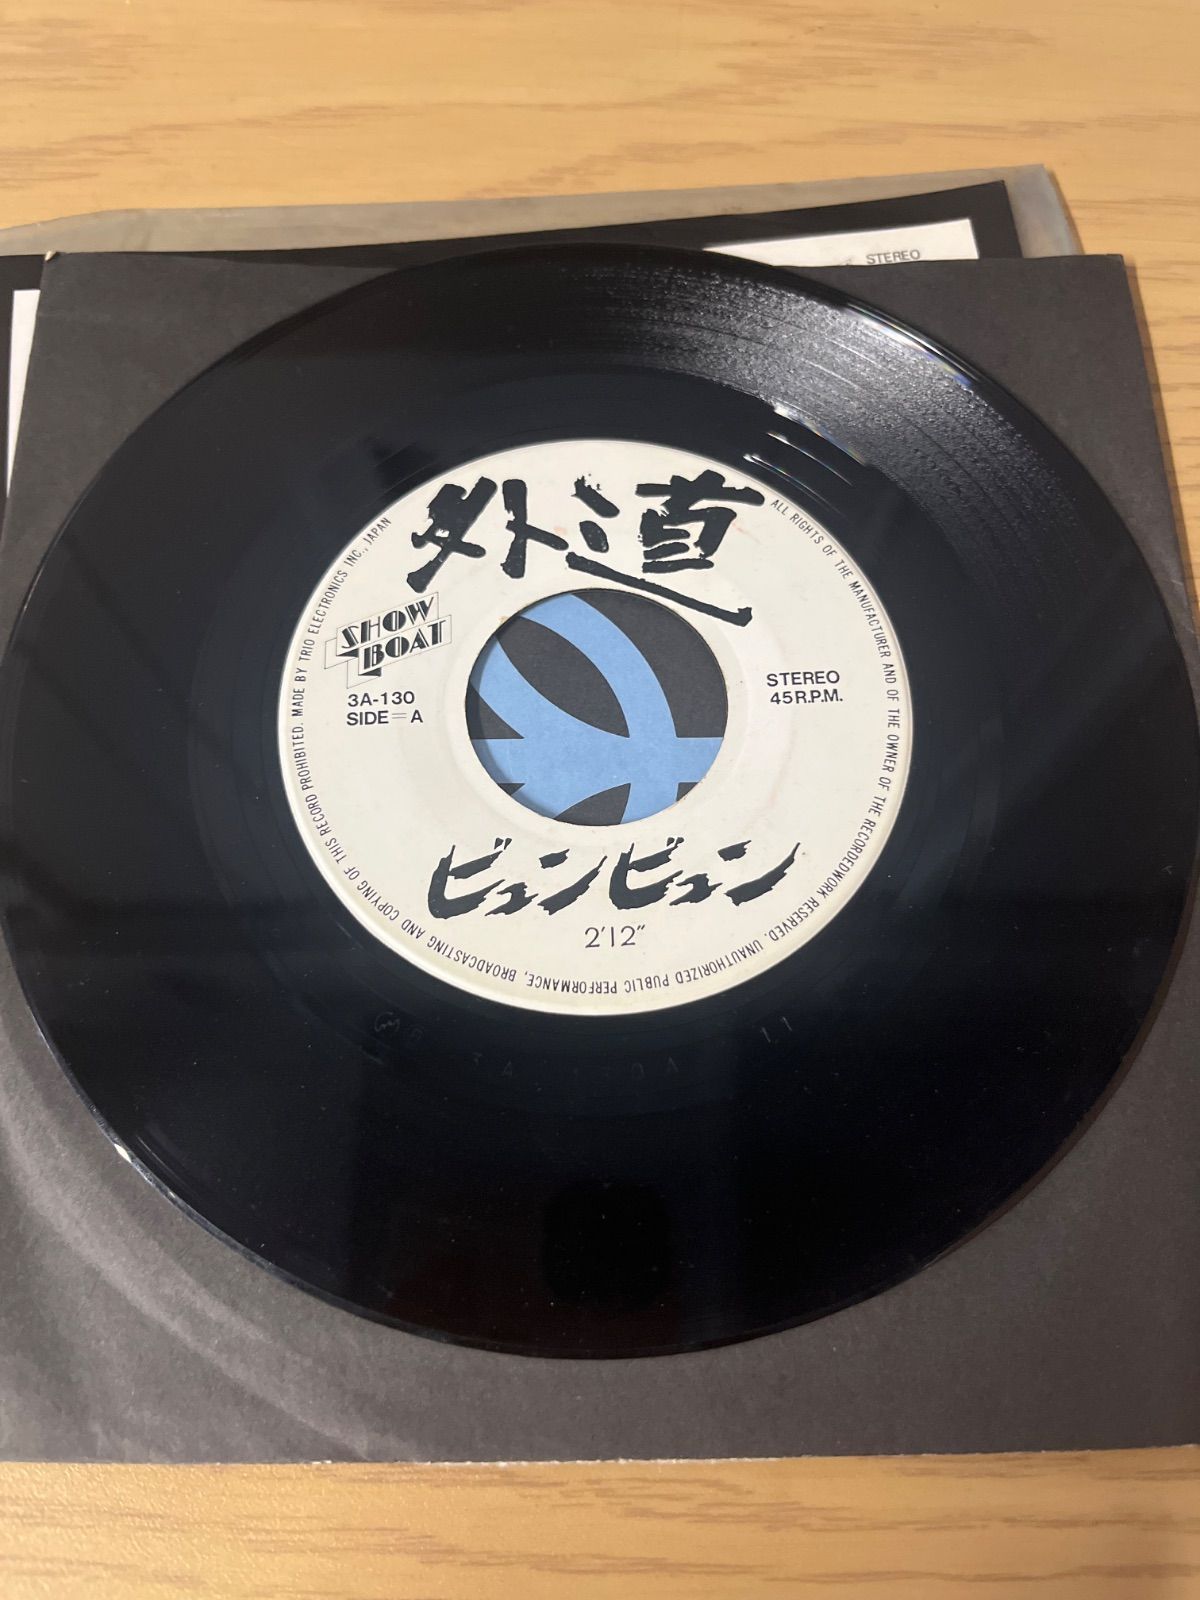 STEREO
外道
SHOW
BOAT
3A-130
SIDE=A
STEREO
45R.P.M.
ビュンビュン
2'12"
ALL RIGHTS OF THE MANUFACTURER AND OF THE OWNER OF THE RECORDEDWORK RESERVED. UNAUTHORIZED PUBLIC PERFORMANCE, BROADCASTING AND COPYING OF THIS RECORD PROHIBITED. MADE BY TRIO ELECTRONICS INC., JAPAN